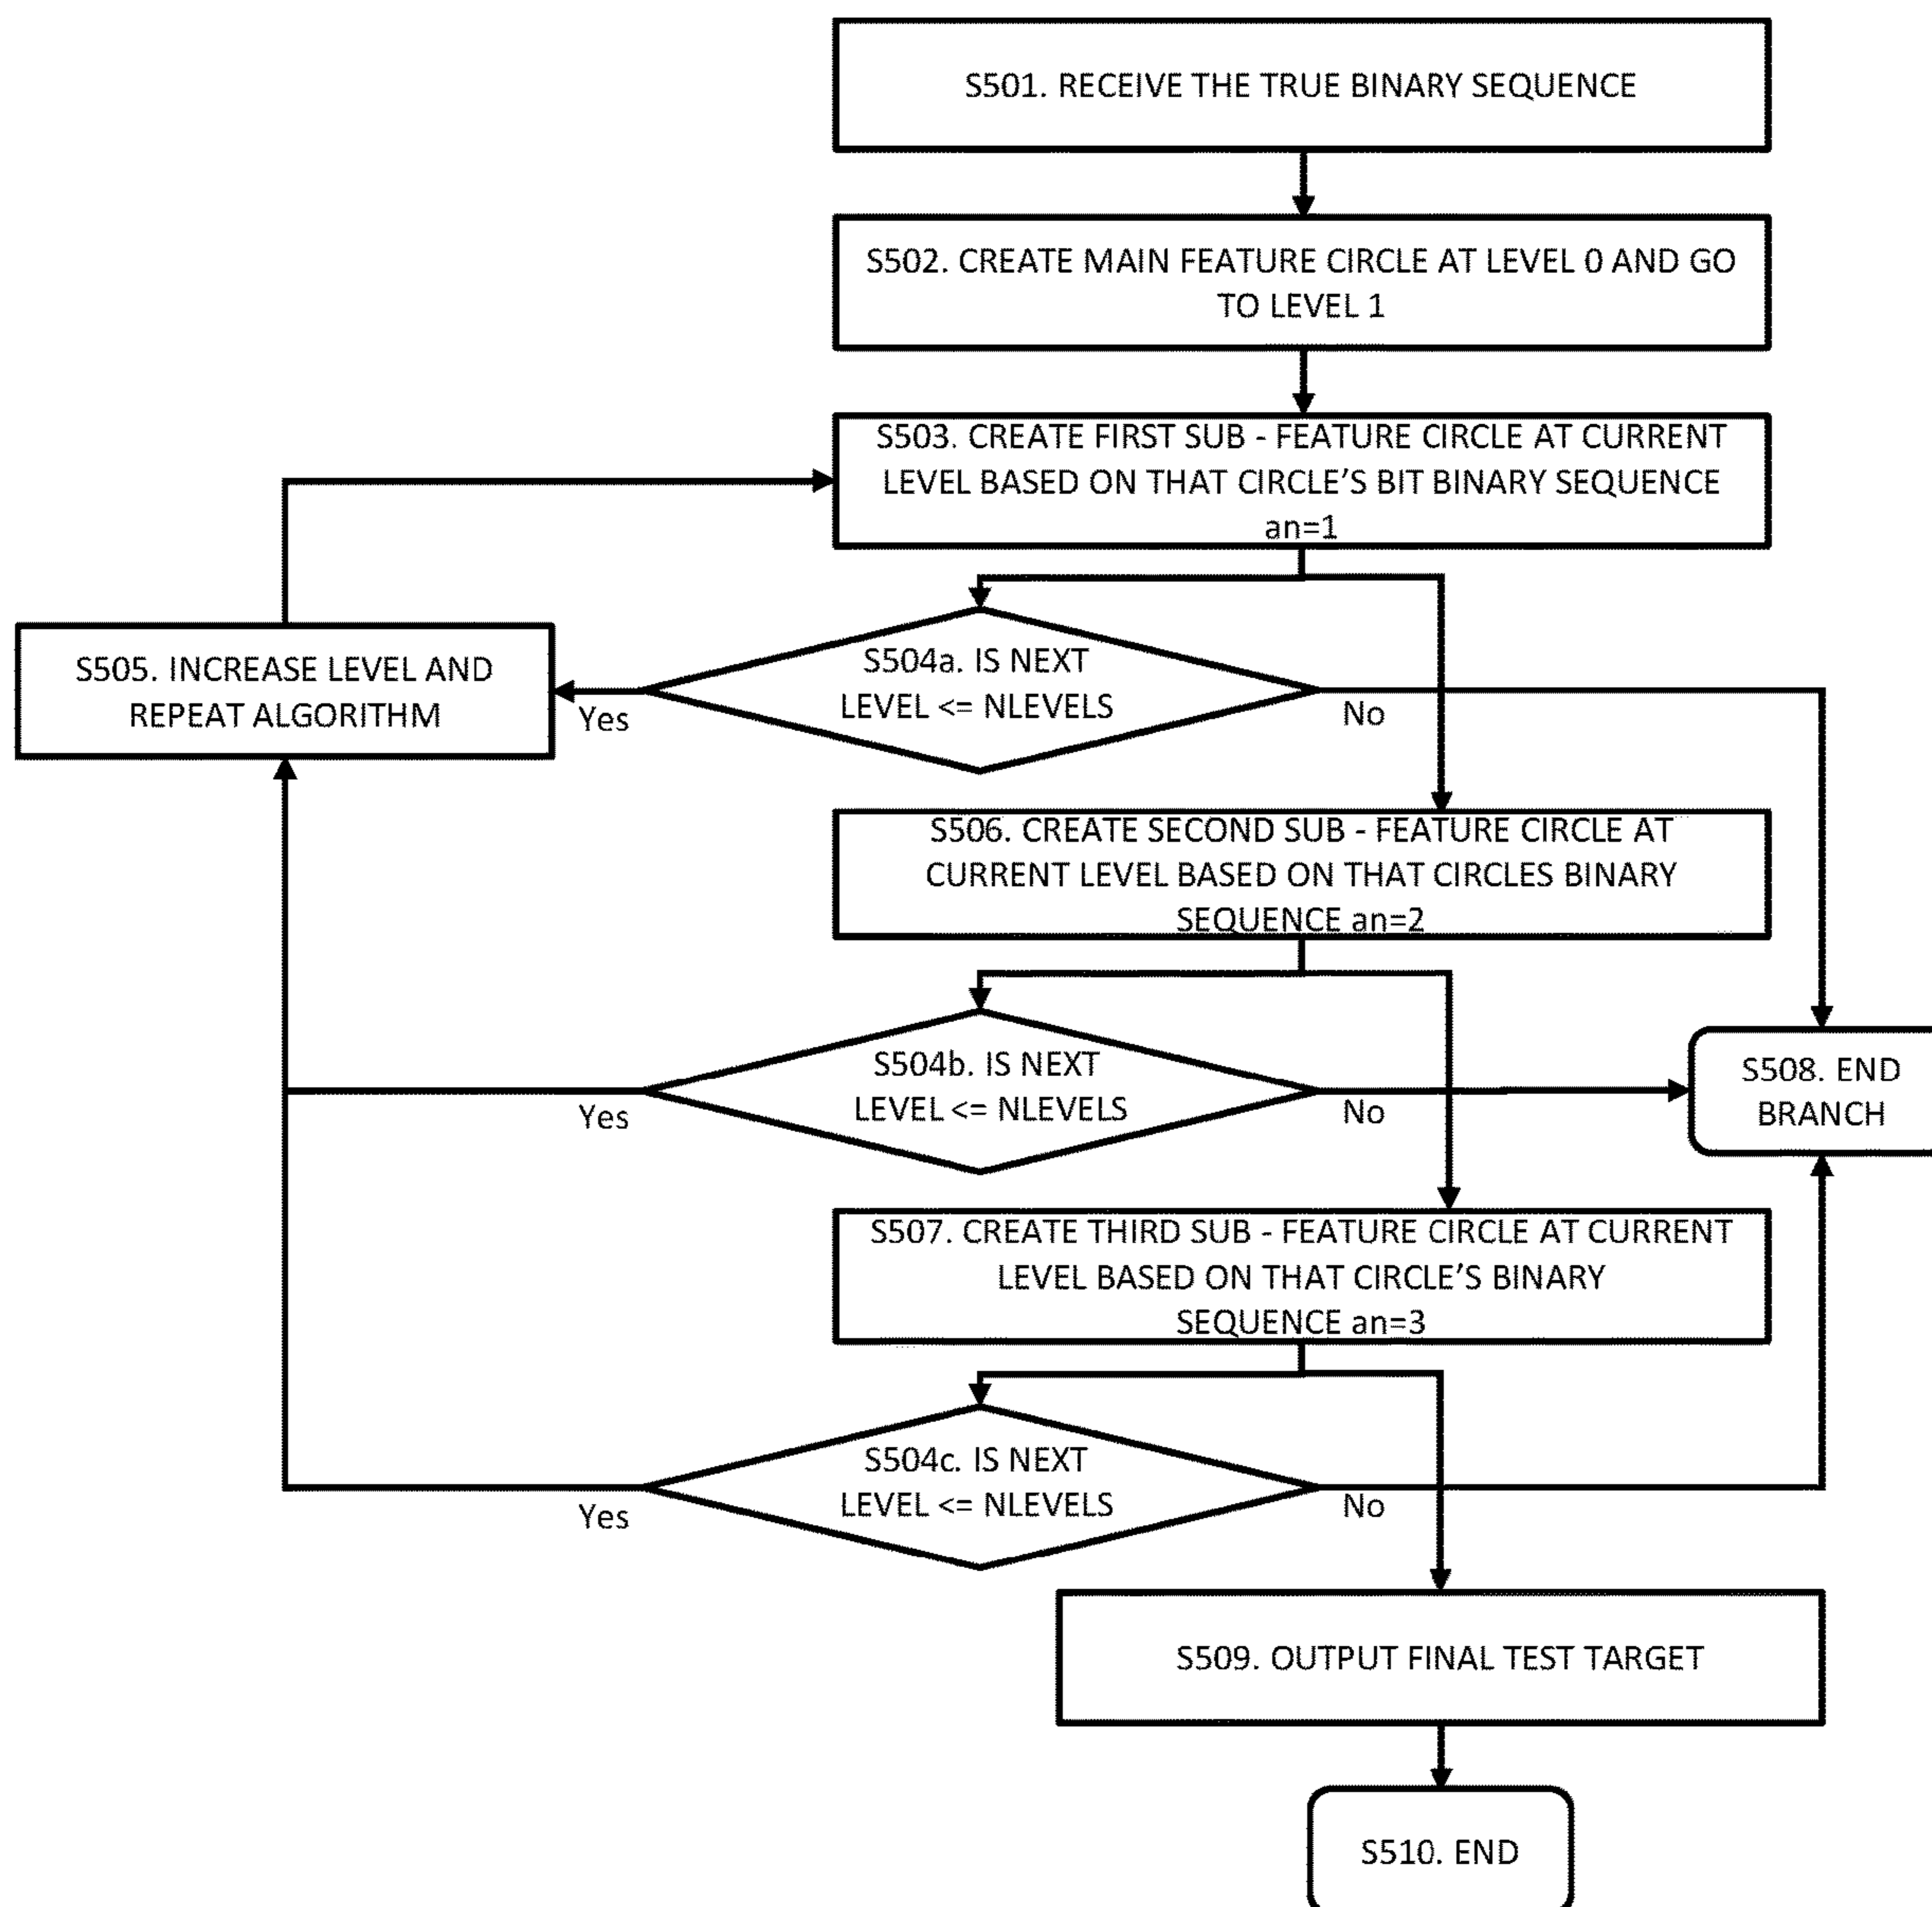 S501. RECEIVE THE TRUE BINARY SEQUENCE
S502. CREATE MAIN FEATURE CIRCLE AT LEVEL 0 AND GO
TO LEVEL 1
S503. CREATE FIRST SUB - FEATURE CIRCLE AT CURRENT
LEVEL BASED ON THAT CIRCLE'S BIT BINARY SEQUENCE
an=1
S504a. IS NEXT
LEVEL <= NLEVELS
Yes
No
S505. INCREASE LEVEL AND
REPEAT ALGORITHM
S506. CREATE SECOND SUB - FEATURE CIRCLE AT
CURRENT LEVEL BASED ON THAT CIRCLES BINARY
SEQUENCE an=2
S504b. IS NEXT
LEVEL <= NLEVELS
Yes
No
S508. END
BRANCH
S507. CREATE THIRD SUB - FEATURE CIRCLE AT CURRENT
LEVEL BASED ON THAT CIRCLE'S BINARY
SEQUENCE an=3
S504c. IS NEXT
LEVEL <= NLEVELS
Yes
No
S509. OUTPUT FINAL TEST TARGET
S510. END